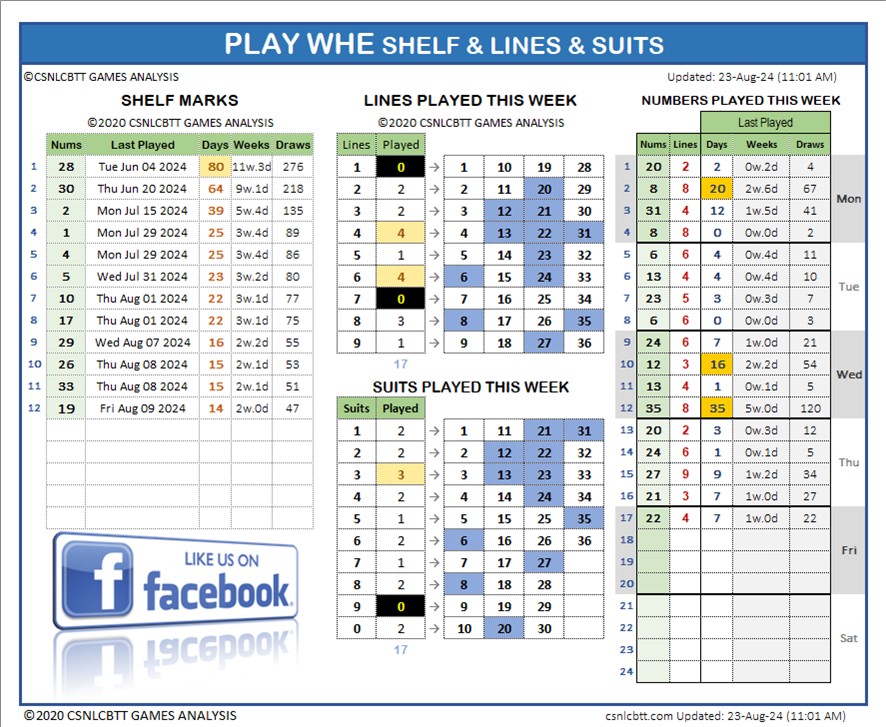 PLAY WHE SHELF & LINES & SUITS
©CSNLCBTT GAMES ANALYSIS
Updated: 23-Aug-24 (11:01 AM)
SHELF MARKS
©2020 CSNLCBTT GAMES ANALYSIS
Nums Last Played Days Weeks Draws
1 28 Tue Jun 04 2024 80 11w.3d 276
2 30 Thu Jun 20 2024 64 9w.1d 218
3 2 Mon Jul 15 2024 39 5w.4d 135
4 1 Mon Jul 29 2024 25 3w.4d 89
5 4 Mon Jul 29 2024 25 3w.4d 86
6 5 Wed Jul 31 2024 23 3w.2d 80
7 10 Thu Aug 01 2024 22 3w.1d 77
8 17 Thu Aug 01 2024 22 3w.1d 75
9 29 Wed Aug 07 2024 16 2w.2d 55
10 26 Thu Aug 08 2024 15 2w.1d 53
11 33 Thu Aug 08 2024 15 2w.1d 51
12 19 Fri Aug 09 2024 14 2w.0d 47
LIKE US ON
facebook
LINES PLAYED THIS WEEK
©2020 CSNLCBTT GAMES ANALYSIS
Lines Played
1 0 → 1 10 19 28
2 2 → 2 11 20 29
3 2 → 3 12 21 30
4 4 → 4 13 22 31
5 1 → 5 14 23 32
6 4 → 6 15 24 33
7 0 → 7 16 25 34
8 3 → 8 17 26 35
9 1 → 9 18 27 36
17
SUITS PLAYED THIS WEEK
Suits Played
1 2 → 1 11 21 31
2 2 → 2 12 22 32
3 3 → 3 13 23 33
4 2 → 4 14 24 34
5 1 → 5 15 25 35
6 2 → 6 16 26 36
7 1 → 7 17 27
8 2 → 8 18 28
9 0 → 9 19 29
0 2 → 10 20 30
17
NUMBERS PLAYED THIS WEEK
Last Played
Nums Lines Days Weeks Draws
1 20 2 2 0w.2d 4
2 8 8 20 2w.6d 67
3 31 4 12 1w.5d 41
4 8 8 0 0w.0d 2
Mon
5 6 6 4 0w.4d 11
6 13 4 4 0w.4d 10
7 23 5 3 0w.3d 7
8 6 6 0 0w.0d 3
Tue
9 24 6 7 1w.0d 21
10 12 3 16 2w.2d 54
11 13 4 1 0w.1d 5
12 35 8 35 5w.0d 120
Wed
13 20 2 3 0w.3d 12
14 24 6 1 0w.1d 5
15 27 9 9 1w.2d 34
16 21 3 7 1w.0d 27
Thu
17 22 4 7 1w.0d 22
18
19
20
Fri
21
22
23
24
Sat
©2020 CSNLCBTT GAMES ANALYSIS
csnlcbtt.com Updated: 23-Aug-24 (11:01 AM)